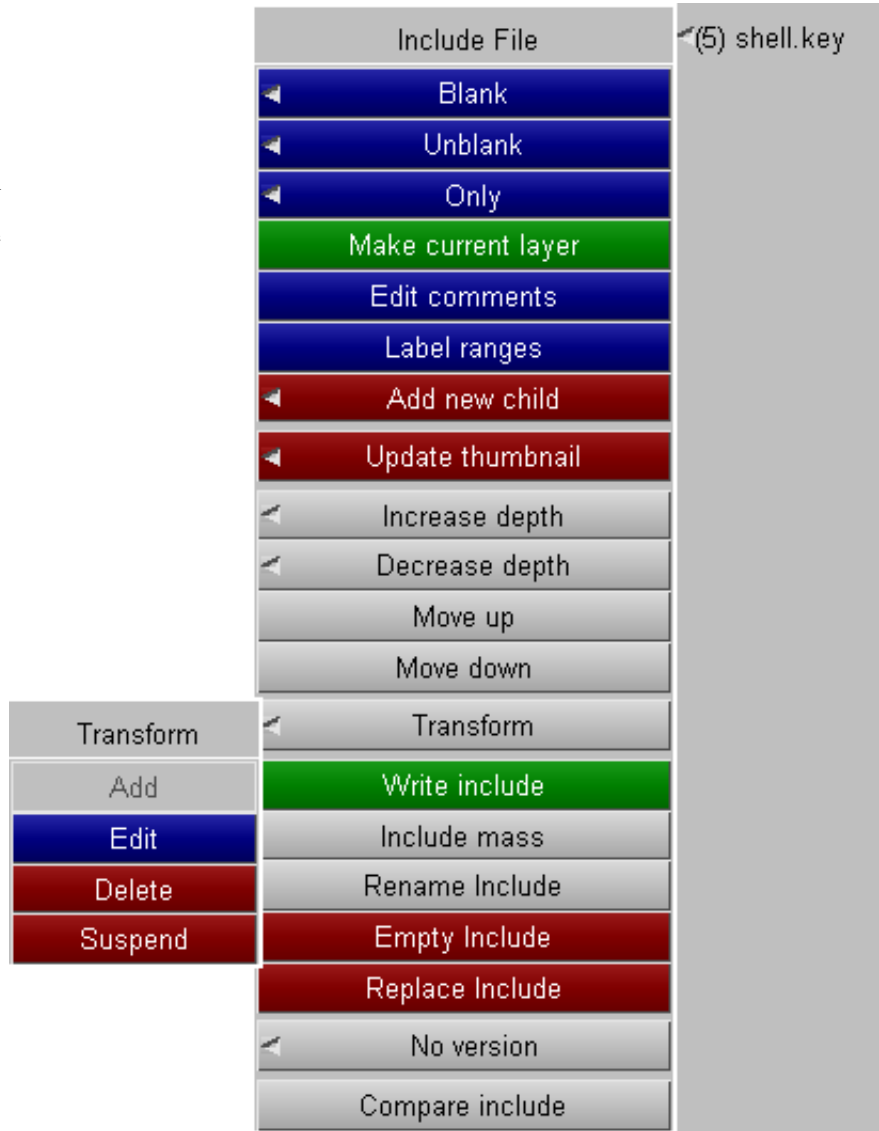 Include File
(5) shell.key
Blank
Unblank
Only
Make current layer
Edit comments
Label ranges
Add new child
Update thumbnail
Increase depth
Decrease depth
Move up
Move down
Transform
Transform
Add
Edit
Delete
Suspend
Write include
Include mass
Rename Include
Empty Include
Replace Include
No version
Compare include